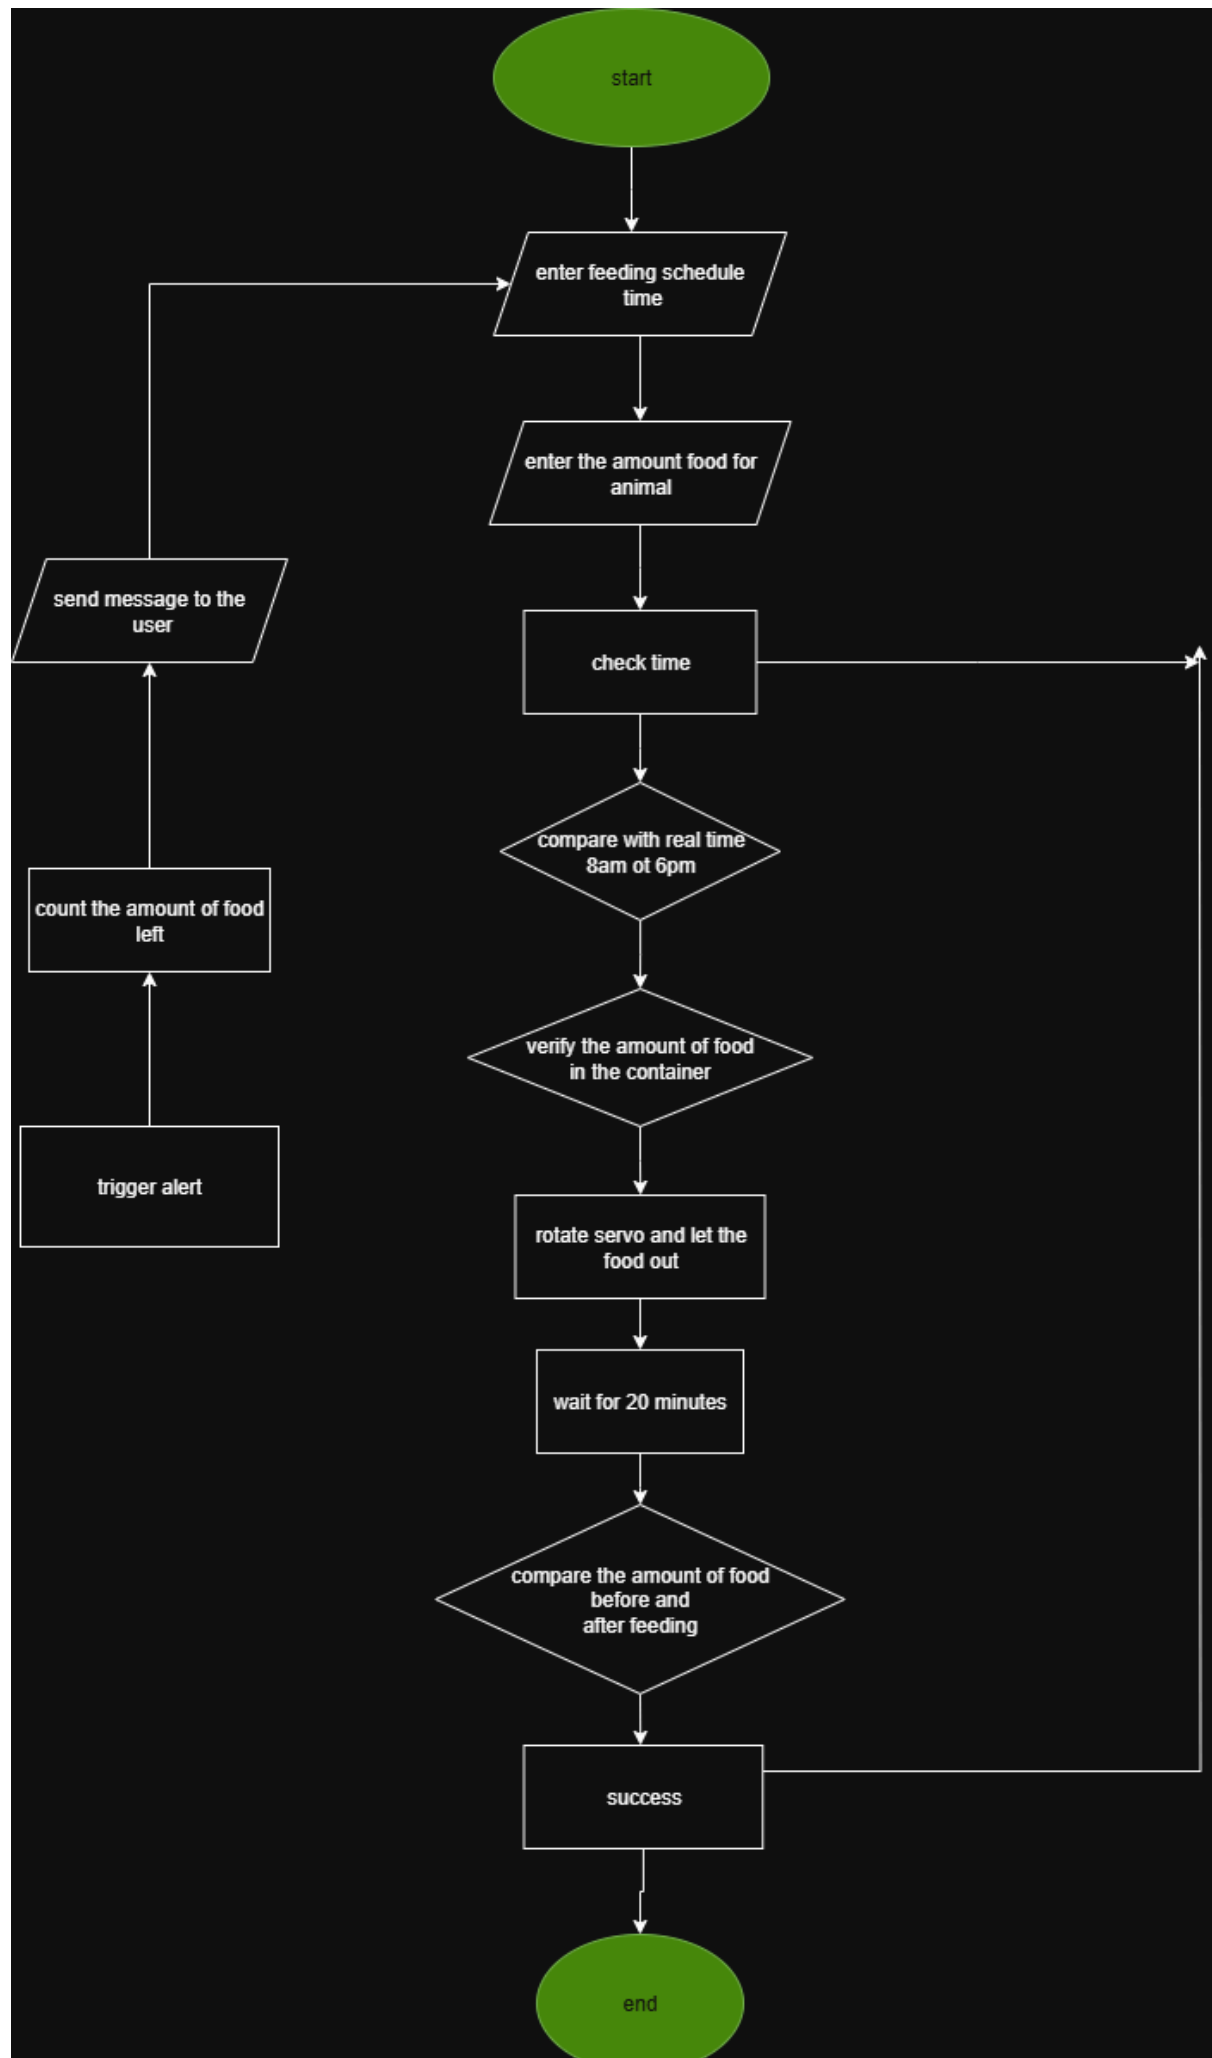 start
enter feeding schedule
time
enter the amount food for
animal
send message to the
user
check time
compare with real time
8am ot 6pm
count the amount of food
left
verify the amount of food
in the container
trigger alert
rotate servo and let the
food out
wait for 20 minutes
compare the amount of food
before and
after feeding
success
end